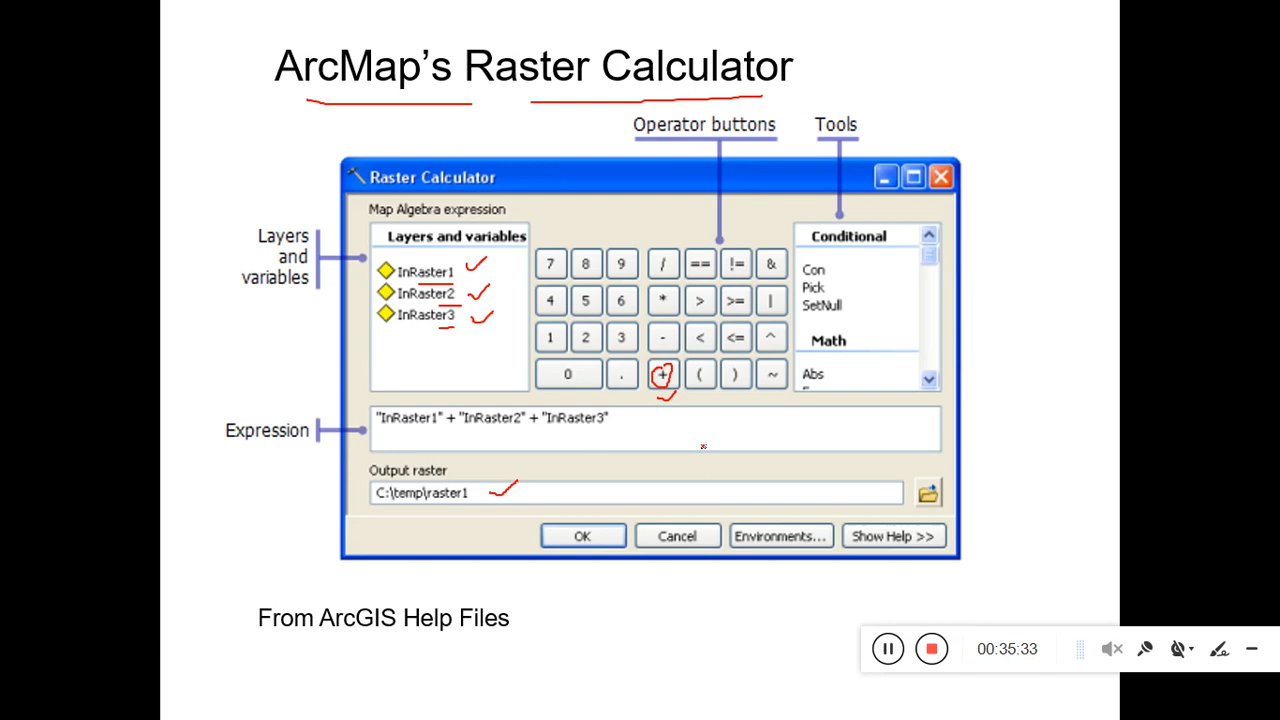 ArcMap's Raster Calculator
Operator buttons Tools
Raster Calculator
Map Algebra expression
Layers and variables
Layers
and
variables
InRaster1
InRaster2
InRaster3
7 8 9 / == != &
4 5 6 * > >= |
1 2 3 - < <= ^
0 . + ( ) ~
Conditional
Con
Pick
SetNull
Math
Abs
Expression
"InRaster1" + "InRaster2" + "InRaster3"
Output raster
C:\temp\raster1
OK Cancel Environments... Show Help >>
From ArcGIS Help Files
00:35:33